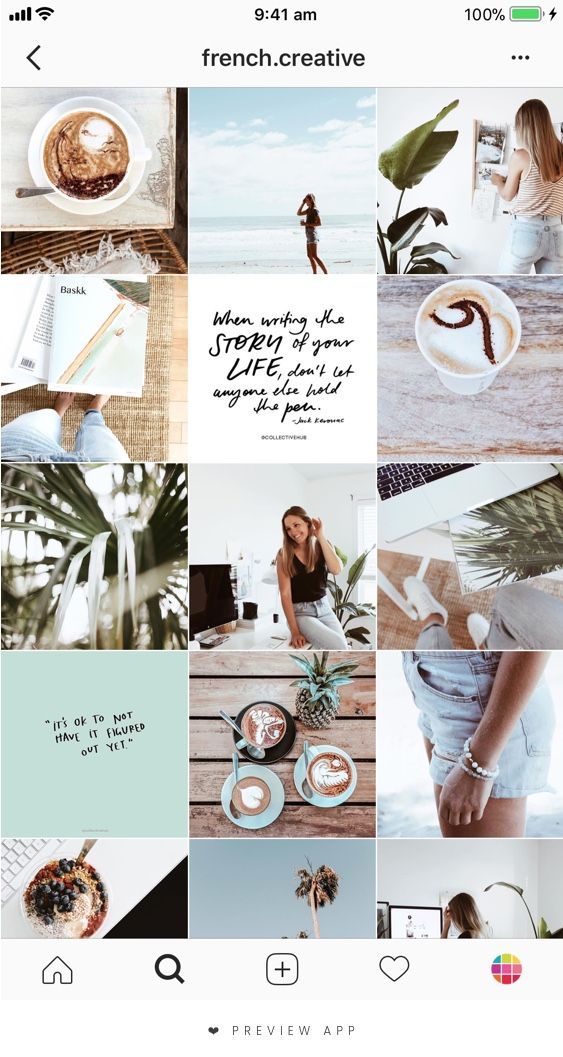 9:41 am
100%
french.creative
Baskk
When writing the
STORY of your
LIFE, don't let
anyone else hold
the pen.
-Jack Kerouac
@COLLECTIVEHUB
"IT'S OK TO NOT
HAVE IT FIGURED
OUT YET."
❤ PREVIEW APP